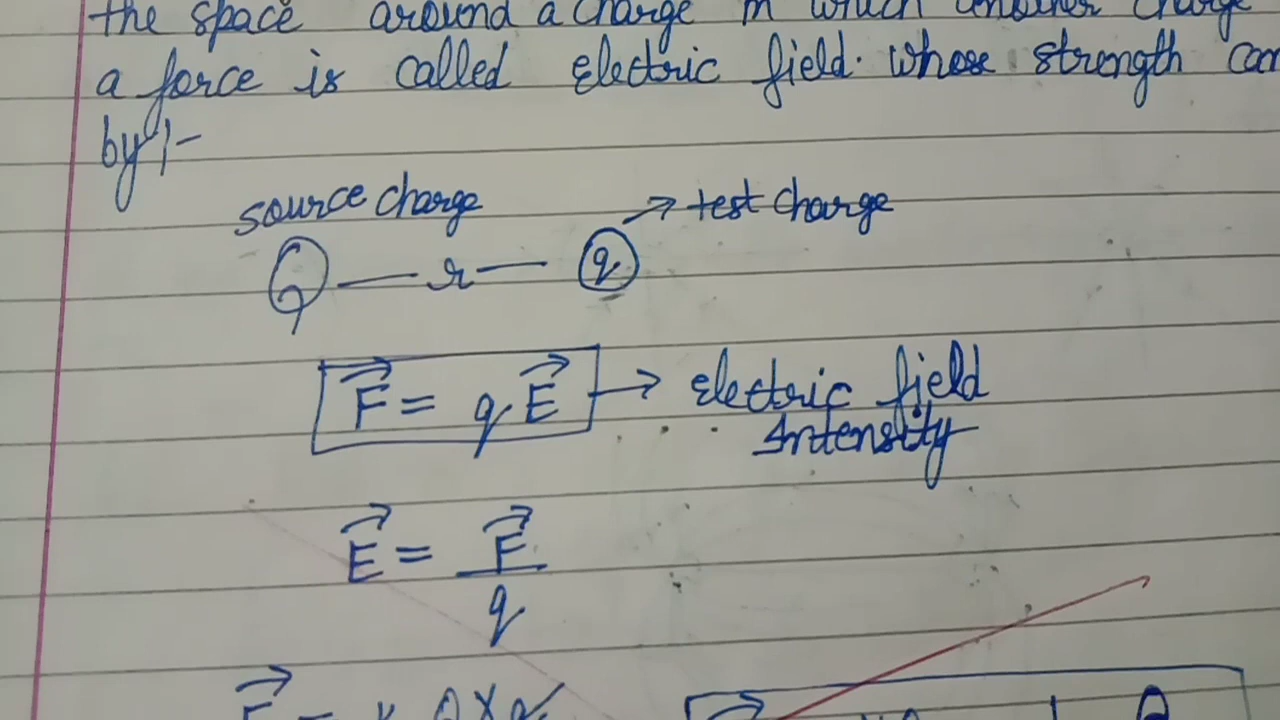 the space around a charge in which another charge
a force is called electric field. whose strength can
by :-
source charge → test charge
Q — r — q
F⃗ = q E⃗ → electric field
Intensity
E⃗ = F⃗ / q
K Q × q